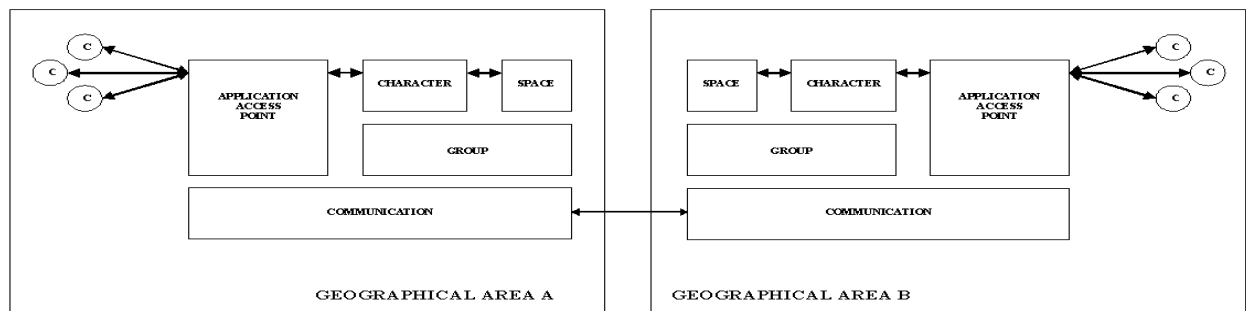 C
C
C
APPLICATION
ACCESS
POINT
CHARACTER
SPACE
GROUP
COMMUNICATION
GEOGRAPHICAL AREA A
SPACE
CHARACTER
APPLICATION
ACCESS
POINT
C
C
C
GROUP
COMMUNICATION
GEOGRAPHICAL AREA B